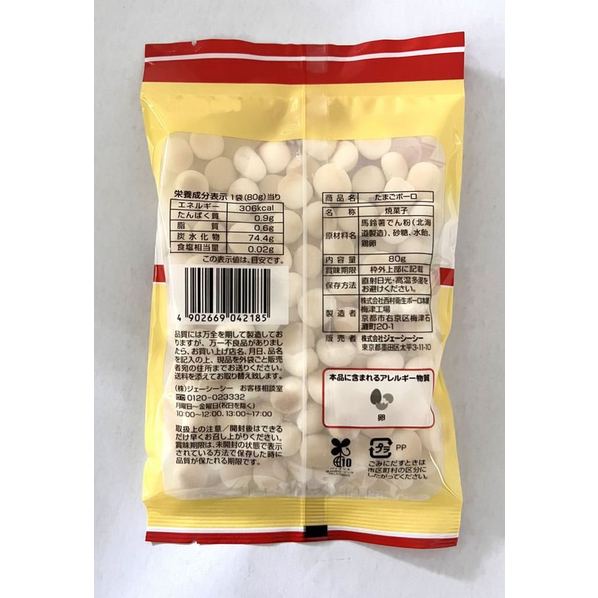 栄養成分表示 1袋(80g)当り
エネルギー 306kcal
たんぱく質 0.9g
脂質 0.6g
炭水化物 74.4g
食塩相当量 0.02g
この表示値は、目安です。
4 902669 042185
品質には万全を期して製造して
おりますが、万一不良品がありまし
たら、お買い上げ店名、月日、品名
を記入の上、現品を外袋ごと販売
者宛の住所までお送りください。
送料を添えてお取り替え致します。
(株)ジェーシーシー お客様相談室
0120-023332
月曜日〜金曜日(祝日を除く)
10:00〜12:00、13:00〜17:00
取扱上の注意/開封後はできる
だけ早くお召し上がりください。
賞味期限は、未開封の状態で表示
されている方法で保存した時に
品質が保たれる期限です。
商品名 たまごボーロ
名称 焼菓子
原材料名 馬鈴薯でん粉(北海
道製造)、砂糖、水飴、
鶏卵
内容量 80g
賞味期限 枠外上部に記載
保存方法 直射日光・高温多湿を
お避けください。
製造者 株式会社西村衛生ボーロ本舗
梅津工場
京都市右京区梅津石
灘町20-1
販売者 株式会社ジェーシーシー
東京都墨田区太平3-11-10
本品に含まれるアレルギー物質
卵
10
プラ
PP
ごみにだすときは
市区町村の区分に
したがってください。